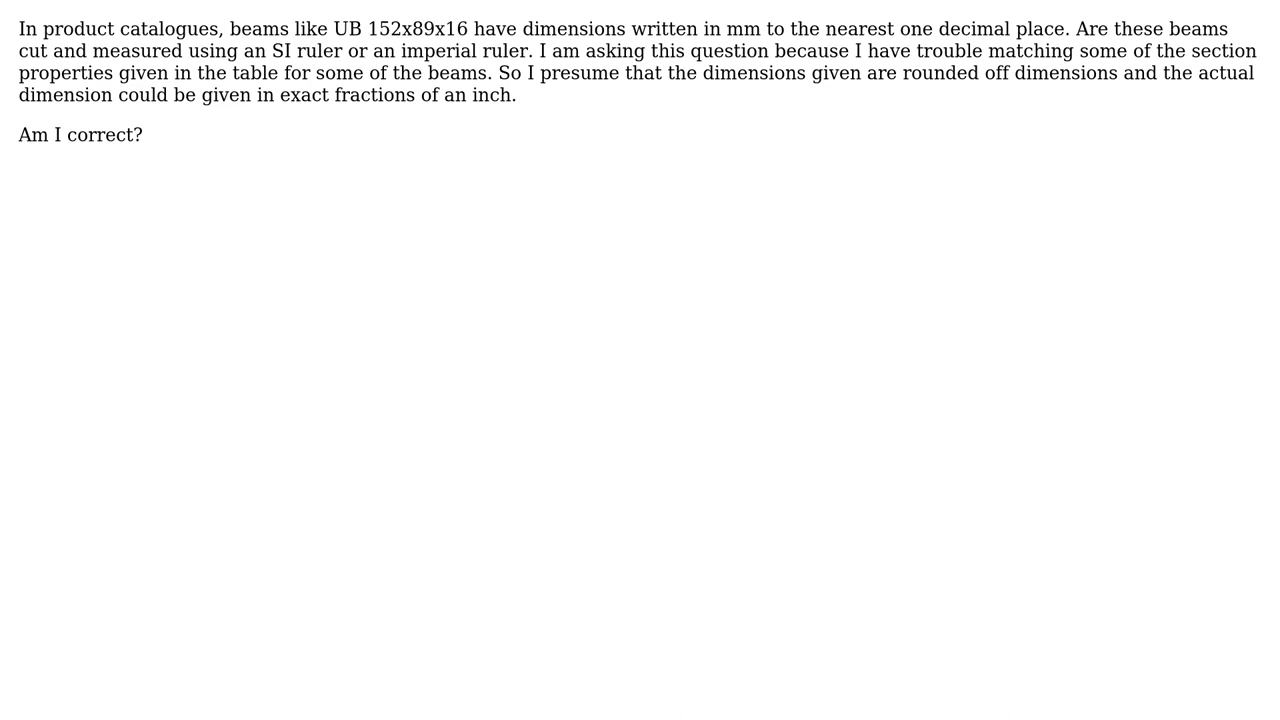 In product catalogues, beams like UB 152x89x16 have dimensions written in mm to the nearest one decimal place. Are these beams
cut and measured using an SI ruler or an imperial ruler. I am asking this question because I have trouble matching some of the section
properties given in the table for some of the beams. So I presume that the dimensions given are rounded off dimensions and the actual
dimension could be given in exact fractions of an inch.
Am I correct?